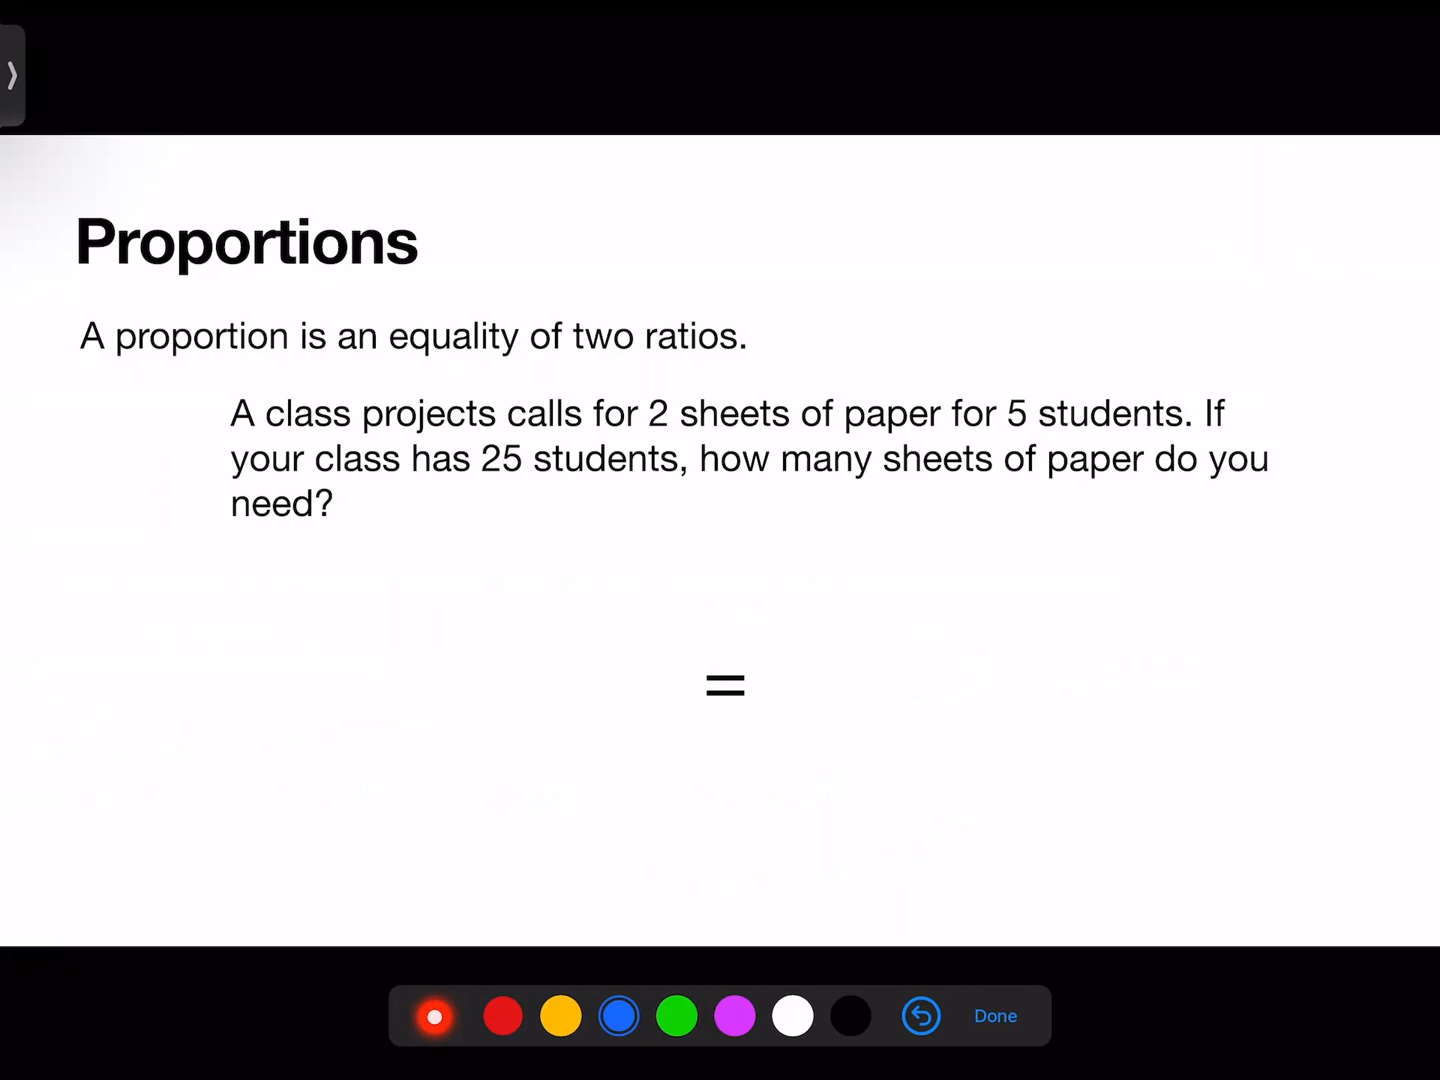 Proportions
A proportion is an equality of two ratios.
A class projects calls for 2 sheets of paper for 5 students. If
your class has 25 students, how many sheets of paper do you
need?
=
Done